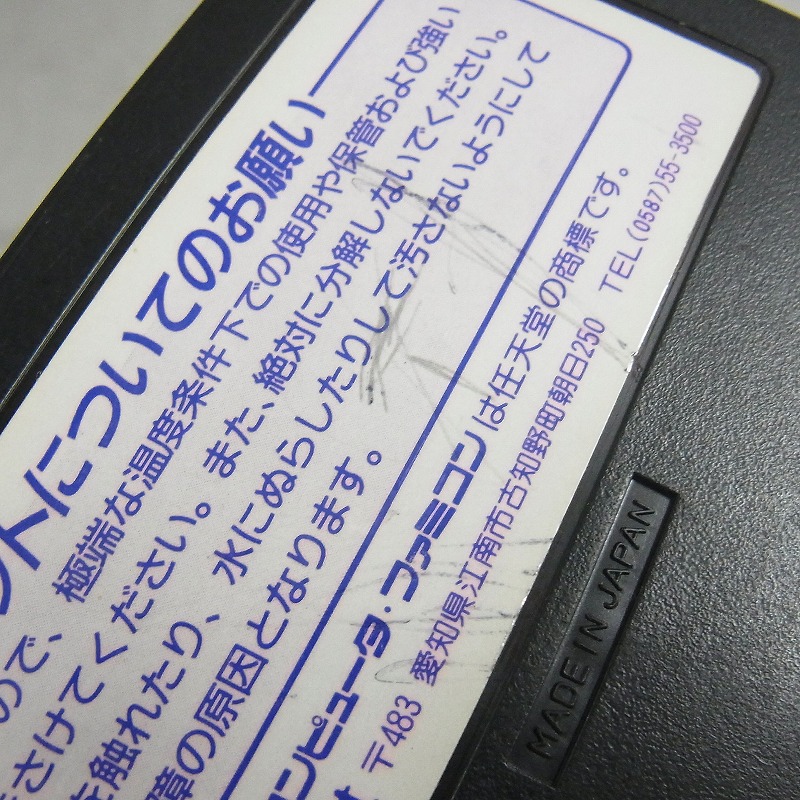 トについてのお願い
ので、極端な温度条件下での使用や保管および強い
さけてください。また、絶対に分解しないでください。
を触れたり、水にぬらしたりして汚さないようにして
障の原因となります。
コンピュータ・ファミコンは任天堂の商標です。
〒483 愛知県江南市古知野町朝日250 TEL(0587)55-3500
MADE IN JAPAN